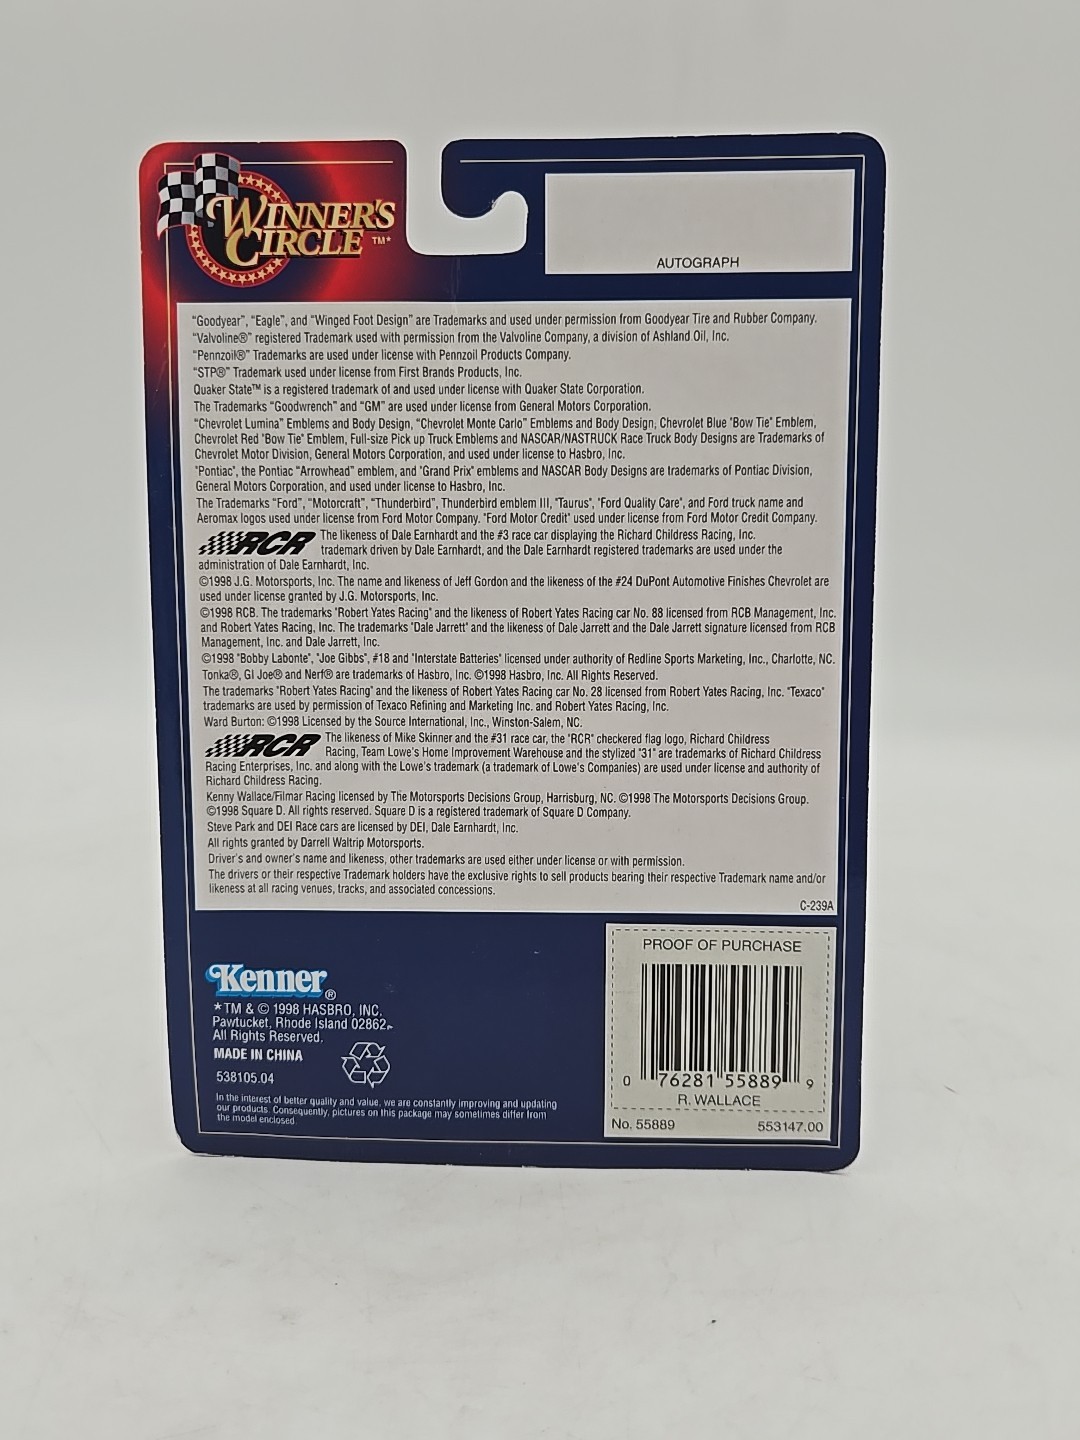 WINNER'S
CIRCLE TM*
AUTOGRAPH
"Goodyear", "Eagle", and "Winged Foot Design" are Trademarks and used under permission from Goodyear Tire and Rubber Company.
"Valvoline®" registered Trademark used with permission from the Valvoline Company, a division of Ashland Oil, Inc.
"Pennzoil®" Trademarks are used under license with Pennzoil Products Company.
"STP®" Trademark used under license from First Brands Products, Inc.
Quaker State™ is a registered trademark of and used under license with Quaker State Corporation.
The Trademarks "Goodwrench" and "GM" are used under license from General Motors Corporation.
"Chevrolet Lumina" Emblems and Body Design, "Chevrolet Monte Carlo" Emblems and Body Design, Chevrolet Blue "Bow Tie" Emblem,
Chevrolet Red "Bow Tie" Emblem, Full-size Pick up Truck Emblems and NASCAR/NASTRUCK Race Truck Body Designs are Trademarks of
Chevrolet Motor Division, General Motors Corporation, and used under license to Hasbro, Inc.
"Pontiac", the Pontiac "Arrowhead" emblem, and "Grand Prix" emblems and NASCAR Body Designs are trademarks of Pontiac Division,
General Motors Corporation, and used under license to Hasbro, Inc.
The Trademarks "Ford", "Motorcraft", "Thunderbird", Thunderbird emblem III, "Taurus", "Ford Quality Care", and Ford truck name and
Aeromax logos used under license from Ford Motor Company. "Ford Motor Credit" used under license from Ford Motor Credit Company.
RCR The likeness of Dale Earnhardt and the #3 race car displaying the Richard Childress Racing, Inc.
trademark driven by Dale Earnhardt, and the Dale Earnhardt registered trademarks are used under the
administration of Dale Earnhardt, Inc.
©1998 J.G. Motorsports, Inc. The name and likeness of Jeff Gordon and the likeness of the #24 DuPont Automotive Finishes Chevrolet are
used under license granted by J.G. Motorsports, Inc.
©1998 RCB. The trademarks "Robert Yates Racing" and the likeness of Robert Yates Racing car No. 88 licensed from RCB Management, Inc.
and Robert Yates Racing, Inc. The trademarks "Dale Jarrett" and the likeness of Dale Jarrett and the Dale Jarrett signature licensed from RCB
Management, Inc. and Dale Jarrett, Inc.
©1998 "Bobby Labonte", "Joe Gibbs", #18 and "Interstate Batteries" licensed under authority of Redline Sports Marketing, Inc., Charlotte, NC.
Tonka®, GI Joe® and Nerf® are trademarks of Hasbro, Inc. ©1998 Hasbro, Inc. All Rights Reserved.
The trademarks "Robert Yates Racing" and the likeness of Robert Yates Racing car No. 28 licensed from Robert Yates Racing, Inc. "Texaco"
trademarks are used by permission of Texaco Refining and Marketing Inc. and Robert Yates Racing, Inc.
Ward Burton: ©1998 Licensed by the Source International, Inc., Winston-Salem, NC.
RCR The likeness of Mike Skinner and the #31 race car, the "RCR" checkered flag logo, Richard Childress
Racing, Team Lowe's Home Improvement Warehouse and the stylized "31" are trademarks of Richard Childress
Racing Enterprises, Inc. and along with the Lowe's trademark (a trademark of Lowe's Companies) are used under license and authority of
Richard Childress Racing.
Kenny Wallace/Filmar Racing licensed by The Motorsports Decisions Group, Harrisburg, NC. ©1998 The Motorsports Decisions Group.
©1998 Square D. All rights reserved. Square D is a registered trademark of Square D Company.
Steve Park and DEI Race cars are licensed by DEI, Dale Earnhardt, Inc.
All rights granted by Darrell Waltrip Motorsports.
Driver's and owner's name and likeness, other trademarks are used either under license or with permission.
The drivers or their respective Trademark holders have the exclusive rights to sell products bearing their respective Trademark name and/or
likeness at all racing venues, tracks, and associated concessions.
C-239A
Kenner®
*TM & © 1998 HASBRO, INC.
Pawtucket, Rhode Island 02862.
All Rights Reserved.
MADE IN CHINA
538105.04
In the interest of better quality and value, we are constantly improving and updating
our products. Consequently, pictures on this package may sometimes differ from
the model enclosed.
PROOF OF PURCHASE
0 76281 55889 9
R. WALLACE
No. 55889 553147.00